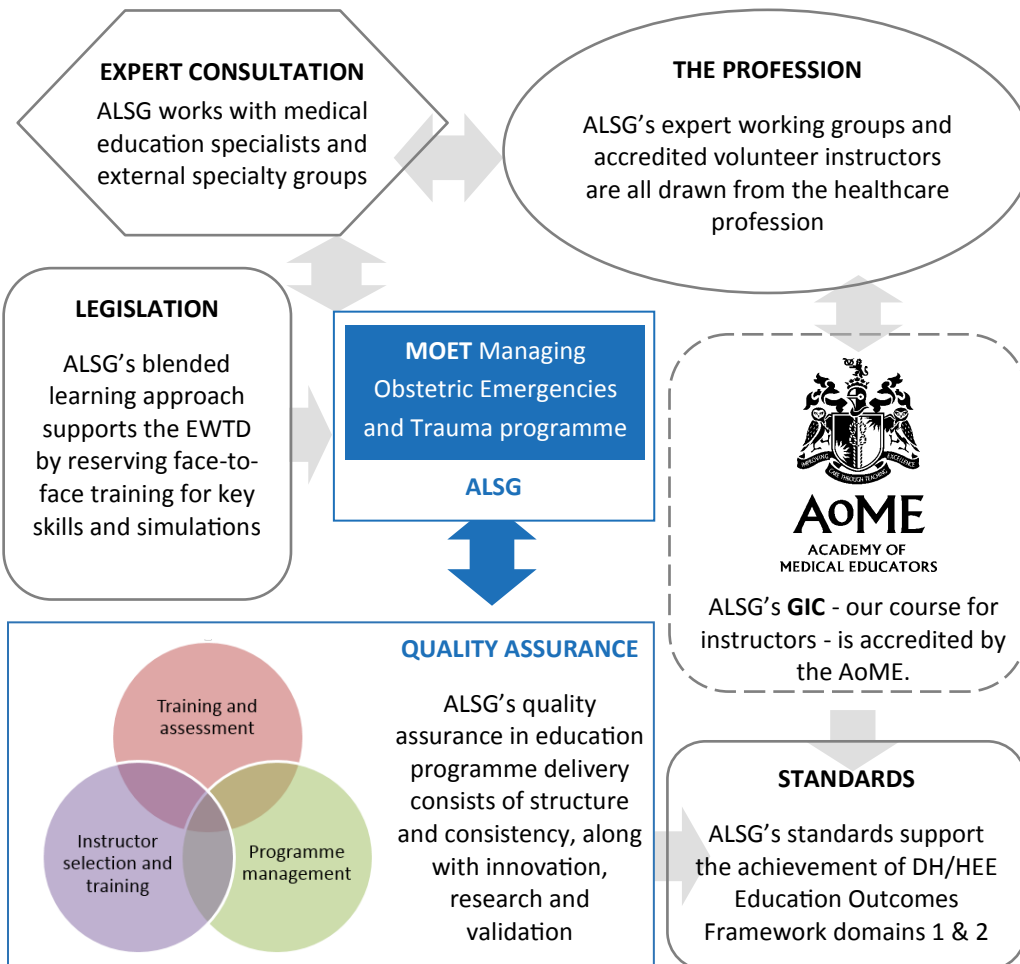 EXPERT CONSULTATION
ALSG works with medical
education specialists and
external specialty groups
THE PROFESSION
ALSG's expert working groups and
accredited volunteer instructors
are all drawn from the healthcare
profession
LEGISLATION
ALSG's blended
learning approach
supports the EWTD
by reserving face-to-
face training for key
skills and simulations
MOET Managing
Obstetric Emergencies
and Trauma programme
ALSG
IMPROVING
EXCELLENCE
CARE THROUGH TEACHING
AoME
ACADEMY OF
MEDICAL EDUCATORS
ALSG's GIC - our course for
instructors - is accredited by
the AoME.
QUALITY ASSURANCE
ALSG's quality
assurance in education
programme delivery
consists of structure
and consistency, along
with innovation,
research and
validation
Training and
assessment
Instructor
selection and
training
Programme
management
STANDARDS
ALSG's standards support
the achievement of DH/HEE
Education Outcomes
Framework domains 1 & 2